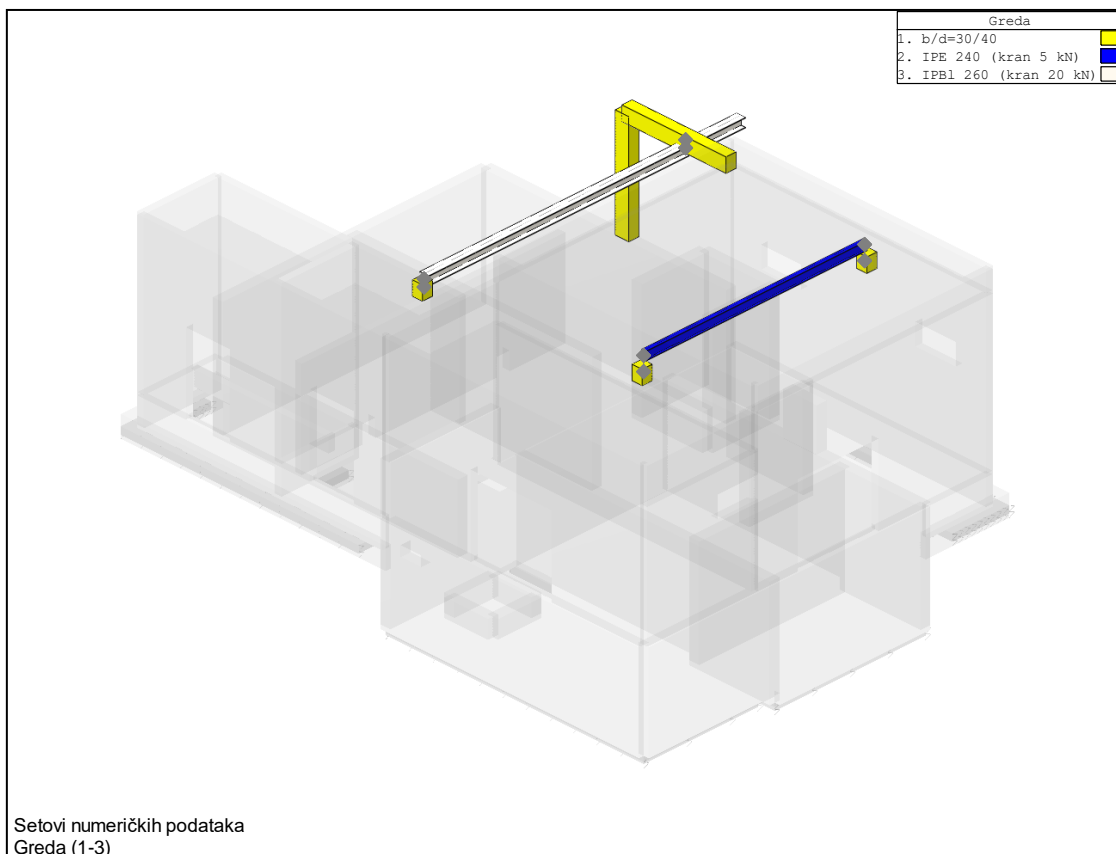 Greda
1. b/d=30/40
2. IPE 240 (kran 5 kN)
3. IPBl 260 (kran 20 kN)
Setovi numeričkih podataka
Greda (1-3)